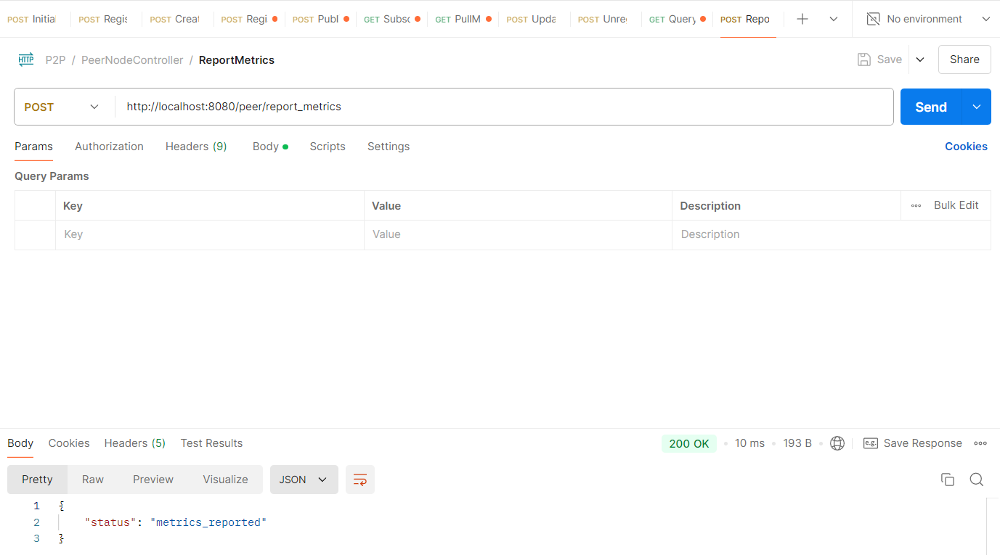 POST Initia POST Regis POST Creat POST Regi POST Publ GET Subsc GET PullM POST Upda POST Unre GET Query POST Repo No environment
HTTP P2P / PeerNodeController / ReportMetrics Save Share
POST http://localhost:8080/peer/report_metrics Send
Params Authorization Headers (9) Body Scripts Settings Cookies
Query Params
Key Value Description Bulk Edit
Key Value Description
Body Cookies Headers (5) Test Results 200 OK 10 ms 193 B e.g. Save Response
Pretty Raw Preview Visualize JSON
1 {
2 "status": "metrics_reported"
3 }